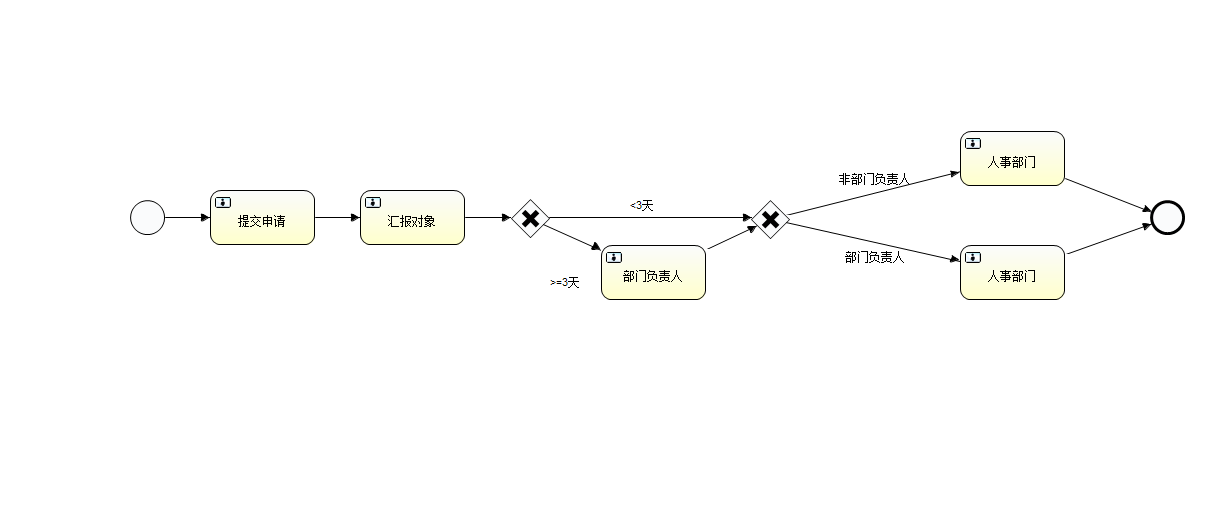 提交申请
汇报对象
<3天
>=3天
部门负责人
非部门负责人
部门负责人
人事部门
人事部门